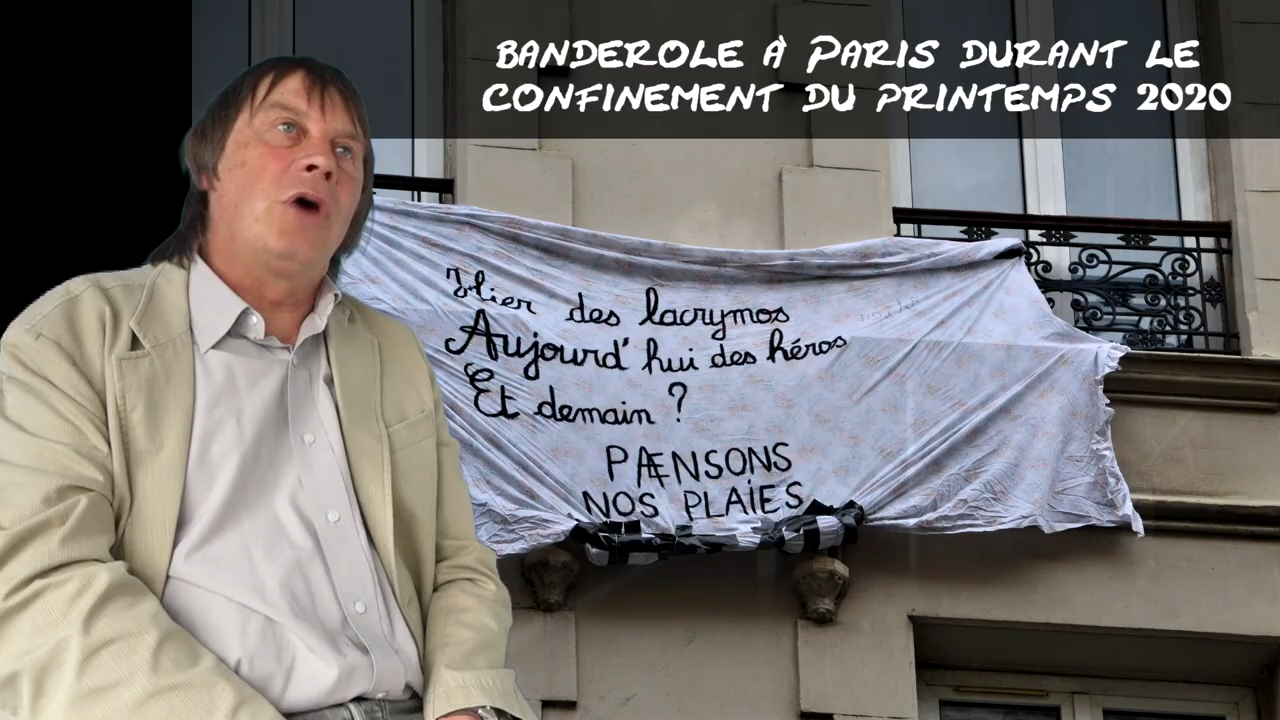 BANDEROLE À PARIS DURANT LE
CONFINEMENT DU PRINTEMPS 2020
Hier des lacrymos
Aujourd'hui des héros
Et demain ?
PÆNSONS
NOS PLAIES